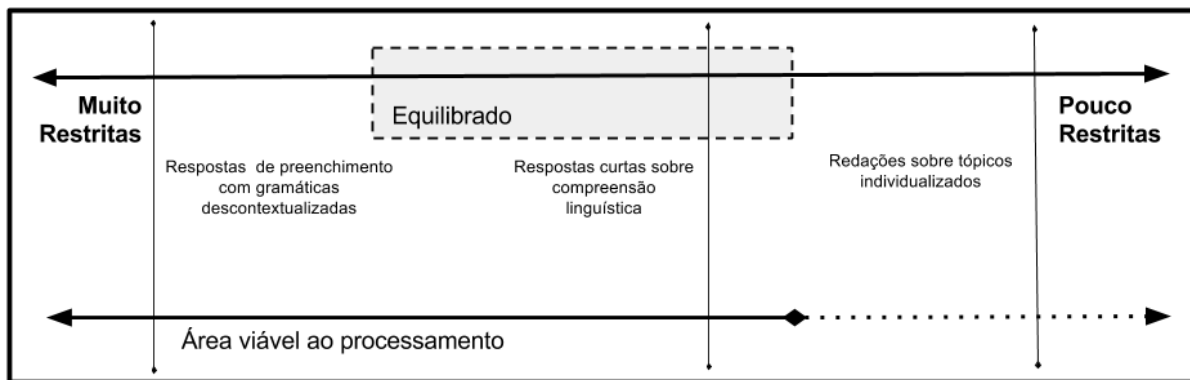 Muito
Restritas
Equilibrado
Pouco
Restritas
Respostas de preenchimento
com gramáticas
descontextualizadas
Respostas curtas sobre
compreensão
linguística
Redações sobre tópicos
individualizados
Área viável ao processamento